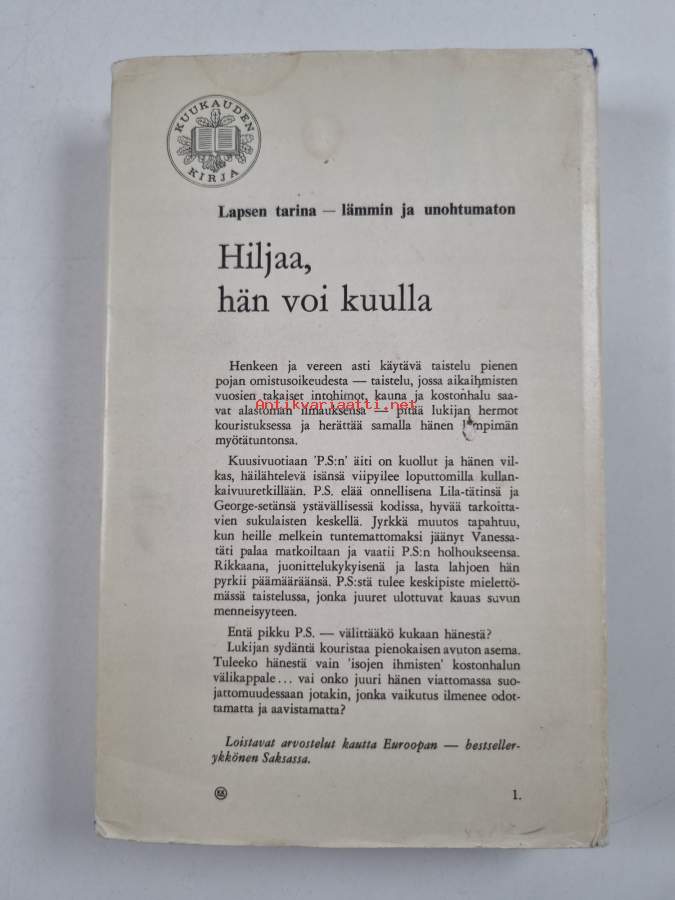 KUUKAUDEN
KIRJA
Lapsen tarina — lämmin ja unohtumaton
Hiljaa,
hän voi kuulla
Henkeen ja vereen asti käytävä taistelu pienen
pojan omistusoikeudesta — taistelu, jossa aikaihmisten
vuosien takaiset intohimot, kauna ja kostonhalu saa-
vat alastoman ilmauksensa — pitää lukijan hermot
kouristuksessa ja herättää samalla hänen lämpimän
myötätuntonsa.
Antikvariaatti.net
Kuusivuotiaan 'P.S:n' äiti on kuollut ja hänen vil-
kas, häilähtelevä isänsä viipyilee loputtomilla kullan-
kaivuuretkillään. P.S. elää onnellisena Lila-tätinsä ja
George-setänsä ystävällisessä kodissa, hyvää tarkoitta-
vien sukulaisten keskellä. Jyrkkä muutos tapahtuu,
kun heille melkein tuntemattomaksi jäänyt Vanessa-
täti palaa matkoiltaan ja vaatii P.S:n holhoukseensa.
Rikkaana, juonittelukykyisenä ja lasta lahjoen hän
pyrkii päämääräänsä. P.S:stä tulee keskipiste mielettö-
mässä taistelussa, jonka juuret ulottuvat kauas suvun
menneisyyteen.
Entä pikku P.S. — välittääkö kukaan hänestä?
Lukijan sydäntä kouristaa pienokaisen avuton asema.
Tuleeko hänestä vain 'isojen ihmisten' kostonhalun
välikappale... vai onko juuri hänen viattomassa suo-
jattomuudessaan jotakin, jonka vaikutus ilmenee odot-
tamatta ja aavistamatta?
Loistavat arvostelut kautta Euroopan — bestseller-
ykkönen Saksassa.
KK
1.